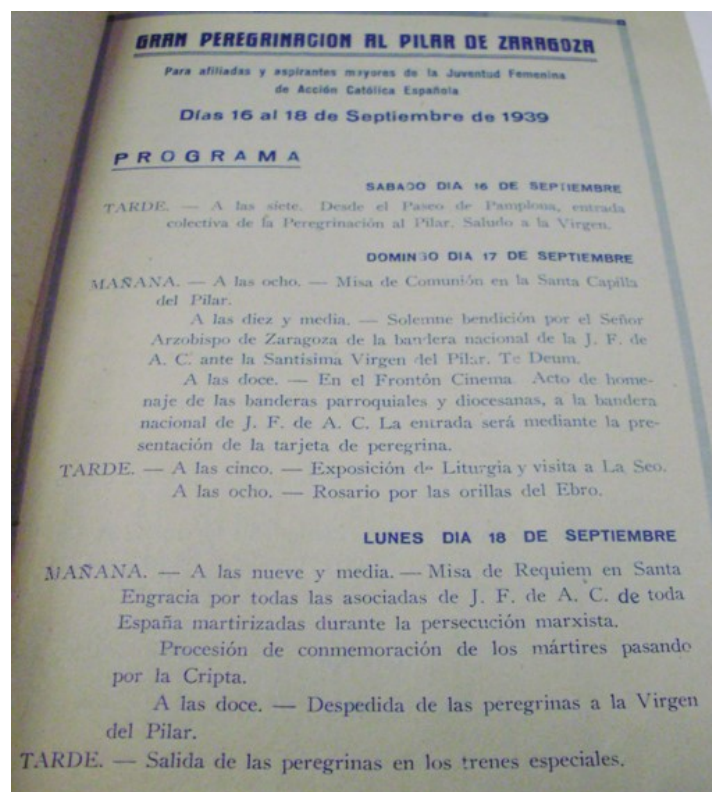 GRAN PEREGRINACION AL PILAR DE ZARAGOZA
Para afiliadas y aspirantes mayores de la Juventud Femenina
de Acción Católica Española
Días 16 al 18 de Septiembre de 1939
PROGRAMA
SABADO DIA 16 DE SEPTIEMBRE
TARDE. — A las siete. Desde el Paseo de Pamplona, entrada
colectiva de la Peregrinación al Pilar. Saludo a la Virgen.
DOMINGO DIA 17 DE SEPTIEMBRE
MAÑANA. — A las ocho. — Misa de Comunión en la Santa Capilla
del Pilar.
A las diez y media. — Solemne bendición por el Señor
Arzobispo de Zaragoza de la bandera nacional de la J. F. de
A. C. ante la Santísima Virgen del Pilar. Te Deum.
A las doce. — En el Frontón Cinema. Acto de home-
naje de las banderas parroquiales y diocesanas, a la bandera
nacional de J. F. de A. C. La entrada será mediante la pre-
sentación de la tarjeta de peregrina.
TARDE. — A las cinco. — Exposición de Liturgia y visita a La Seo.
A las ocho. — Rosario por las orillas del Ebro.
LUNES DIA 18 DE SEPTIEMBRE
MAÑANA. — A las nueve y media. — Misa de Requiem en Santa
Engracia por todas las asociadas de J. F. de A. C. de toda
España martirizadas durante la persecución marxista.
Procesión de conmemoración de los mártires pasando
por la Cripta.
A las doce. — Despedida de las peregrinas a la Virgen
del Pilar.
TARDE. — Salida de las peregrinas en los trenes especiales.